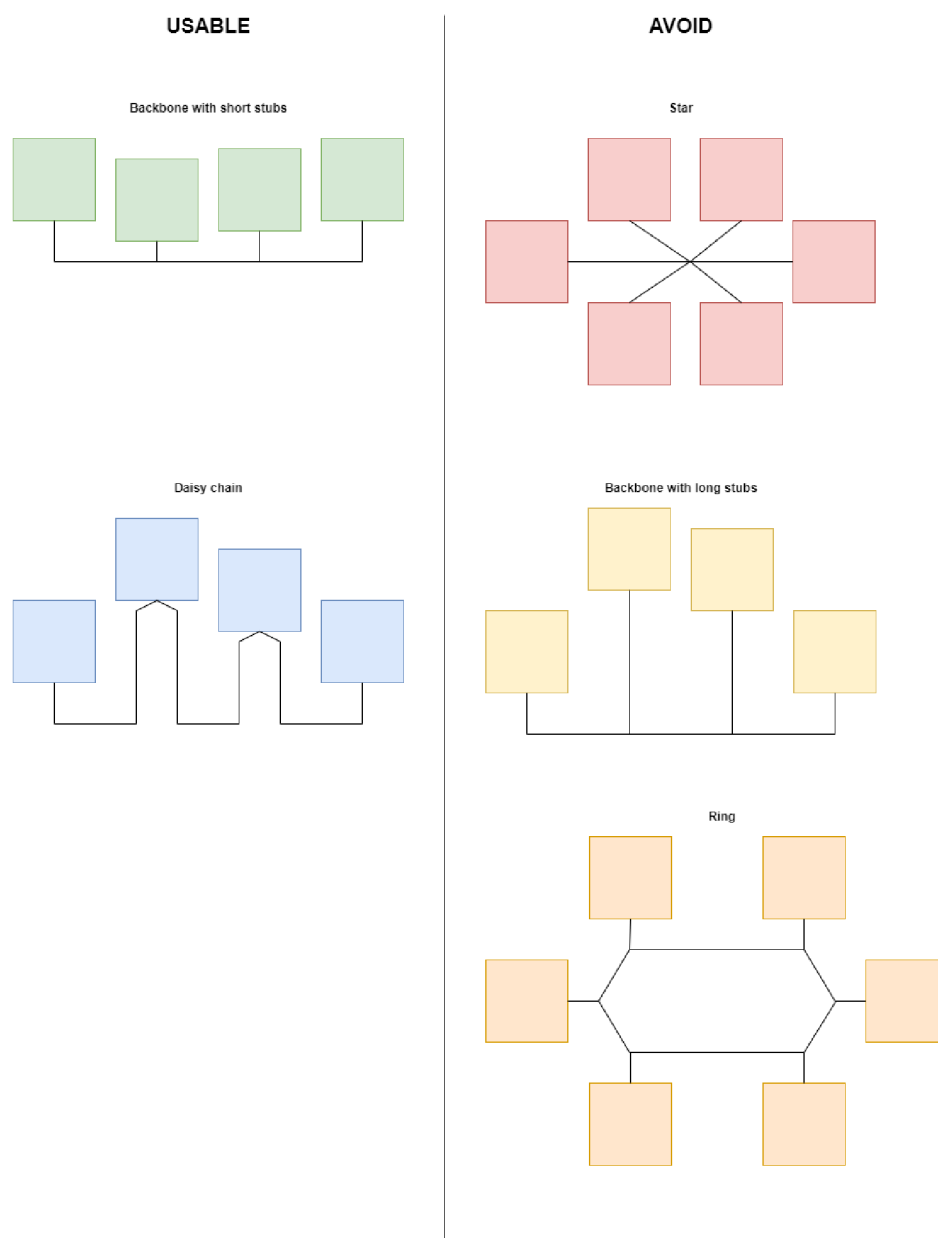 USABLE
AVOID
Backbone with short stubs
Star
Daisy chain
Backbone with long stubs
Ring